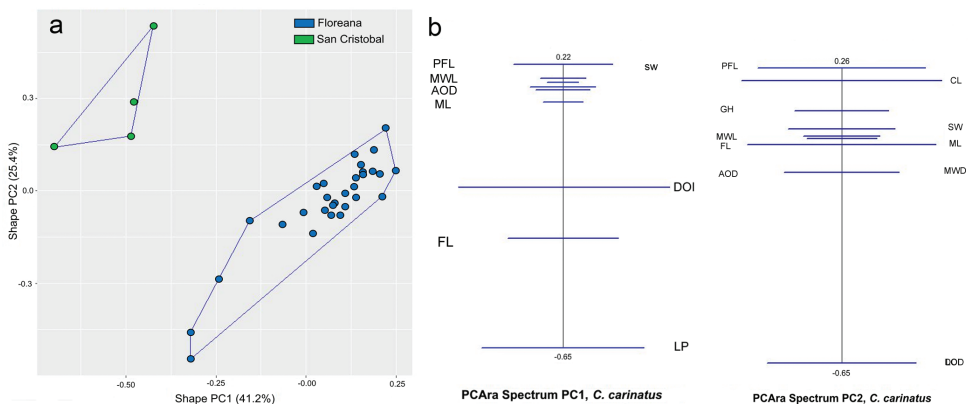 a
Floreana
San Cristobal
Shape PC2 (25.4%)
0.3
0.0
-0.3
-0.50
-0.25
-0.00
0.25
Shape PC1 (41.2%)
b
0.22
PFL
sw
MWL
AOD
ML
DOI
FL
LP
-0.65
PCAra Spectrum PC1, C. carinatus
0.26
PFL
CL
GH
SW
MWL
FL
ML
AOD
MWD
-0.65
PCAra Spectrum PC2, C. carinatus